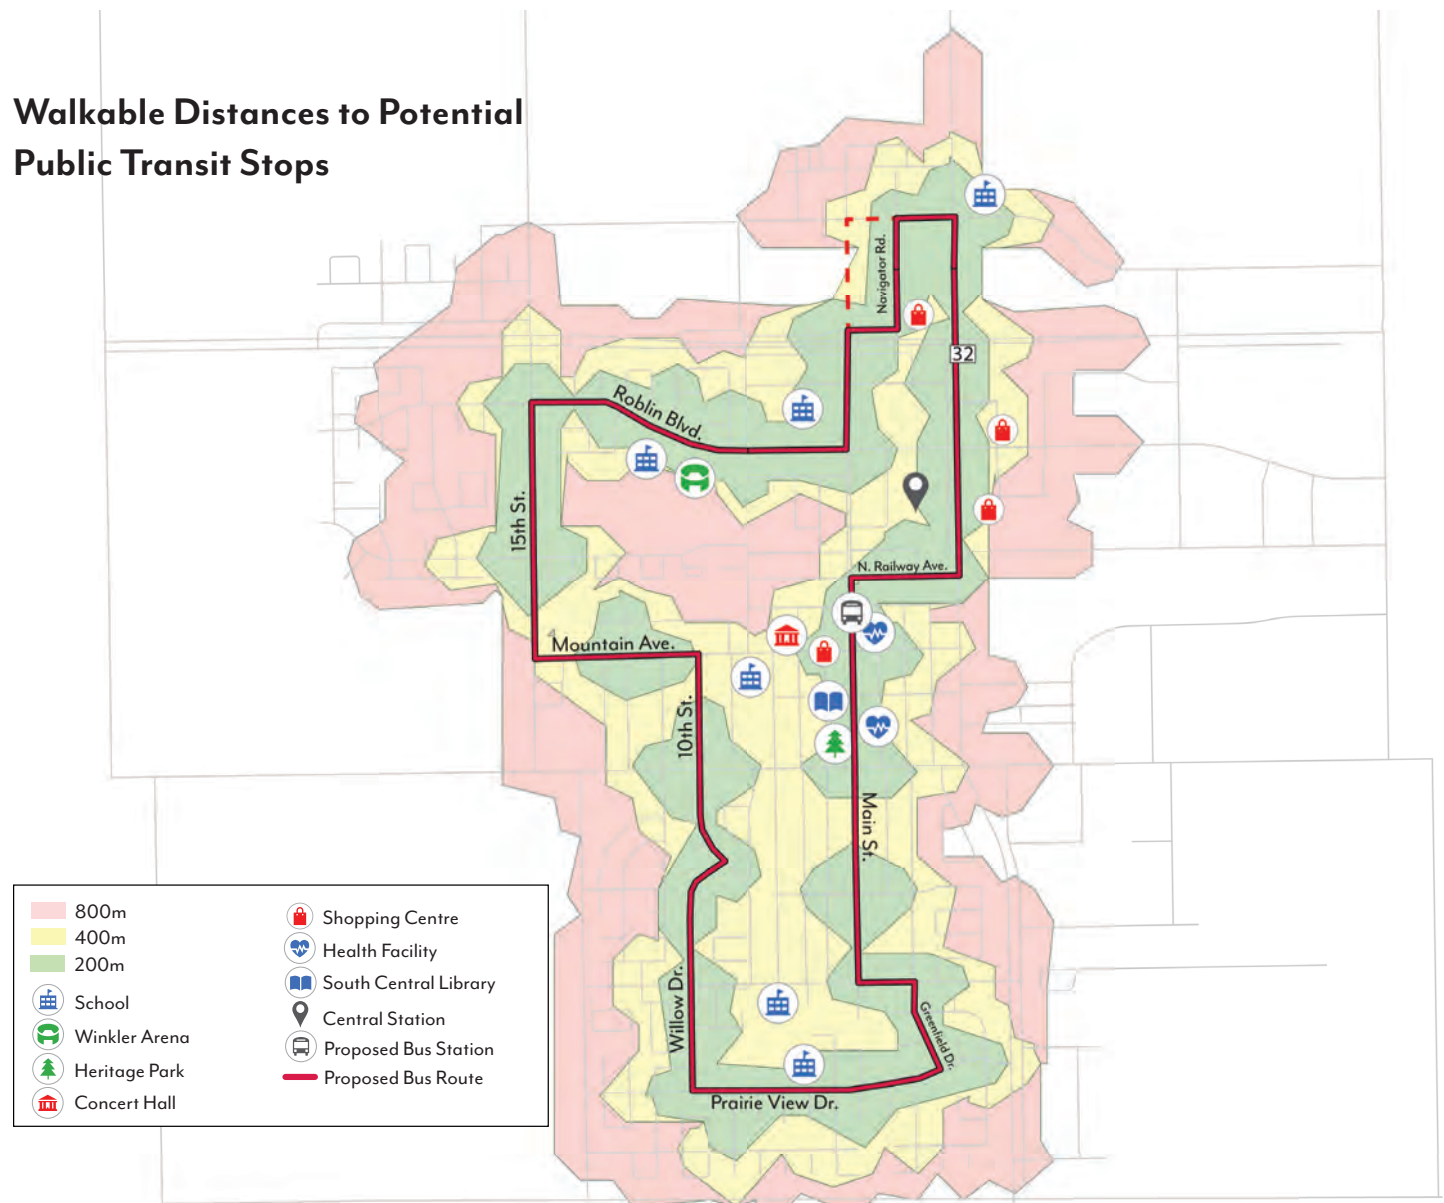 Walkable Distances to Potential
Public Transit Stops
Navigator Rd.
32
Roblin Blvd.
15th St.
N. Railway Ave.
Mountain Ave.
10th St.
Main St.
Willow Dr.
Greenfield Dr.
Prairie View Dr.
800m
400m
200m
School
Winkler Arena
Heritage Park
Concert Hall
Shopping Centre
Health Facility
South Central Library
Central Station
Proposed Bus Station
Proposed Bus Route